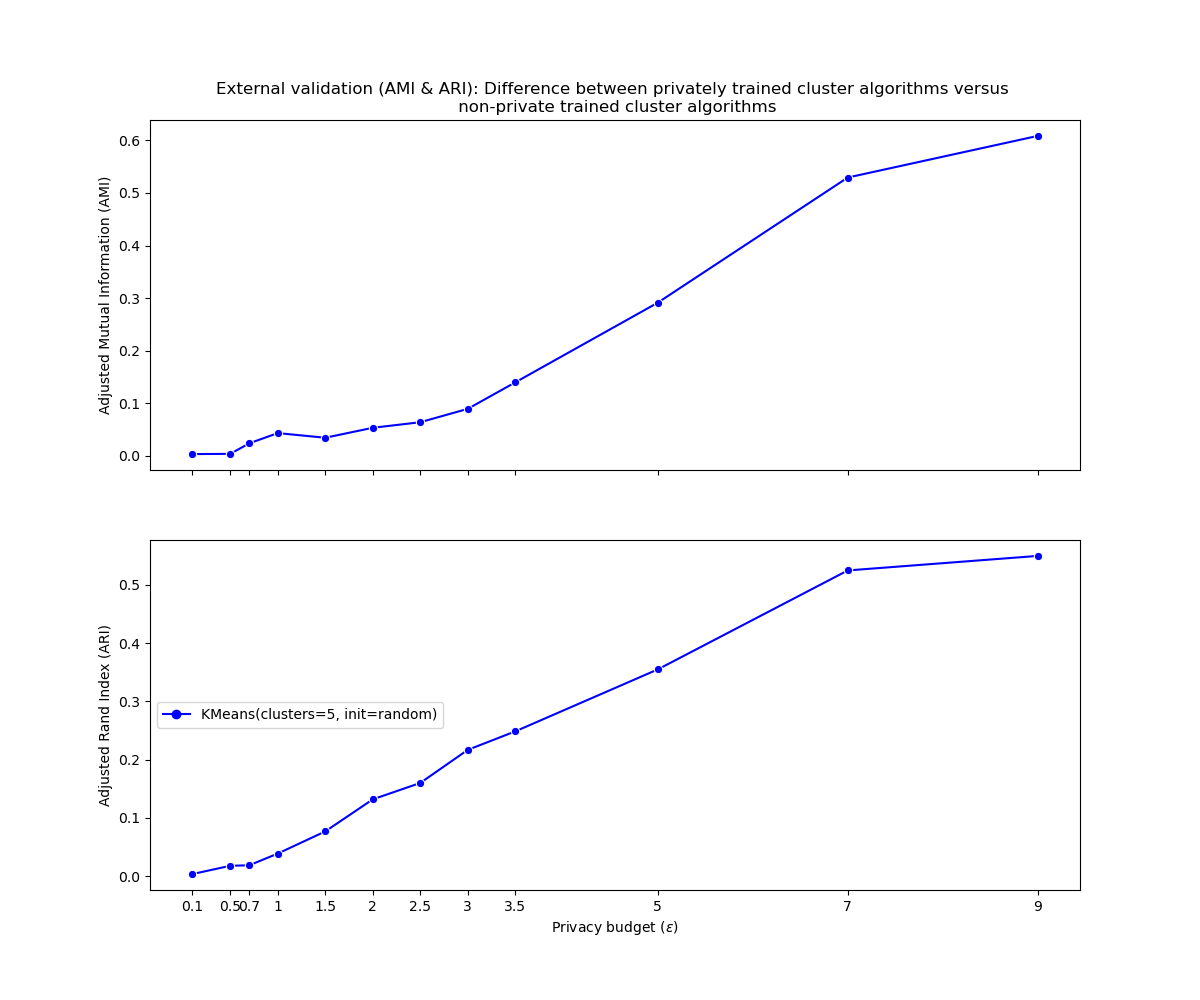 External validation (AMI & ARI): Difference between privately trained cluster algorithms versus
non-private trained cluster algorithms
Adjusted Mutual Information (AMI)
0.6
0.5
0.4
0.3
0.2
0.1
0.0
Adjusted Rand Index (ARI)
0.5
0.4
0.3
0.2
0.1
0.0
KMeans(clusters=5, init=random)
0.1 0.5 0.7 1 1.5 2 2.5 3 3.5 5 7 9
Privacy budget (ε)